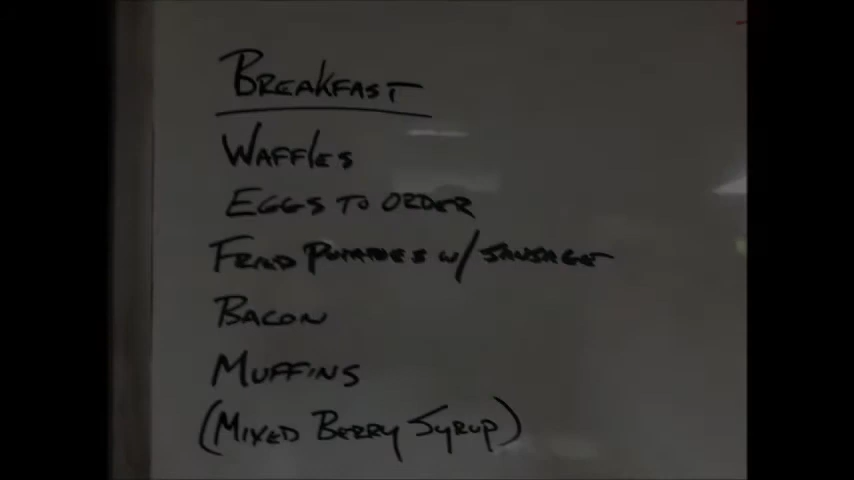 BREAKFAST
WAFFLES
EGGS TO ORDER
FRIED POTATOES w/ SAUSAGE
BACON
MUFFINS
(MIXED BERRY SYRUP)